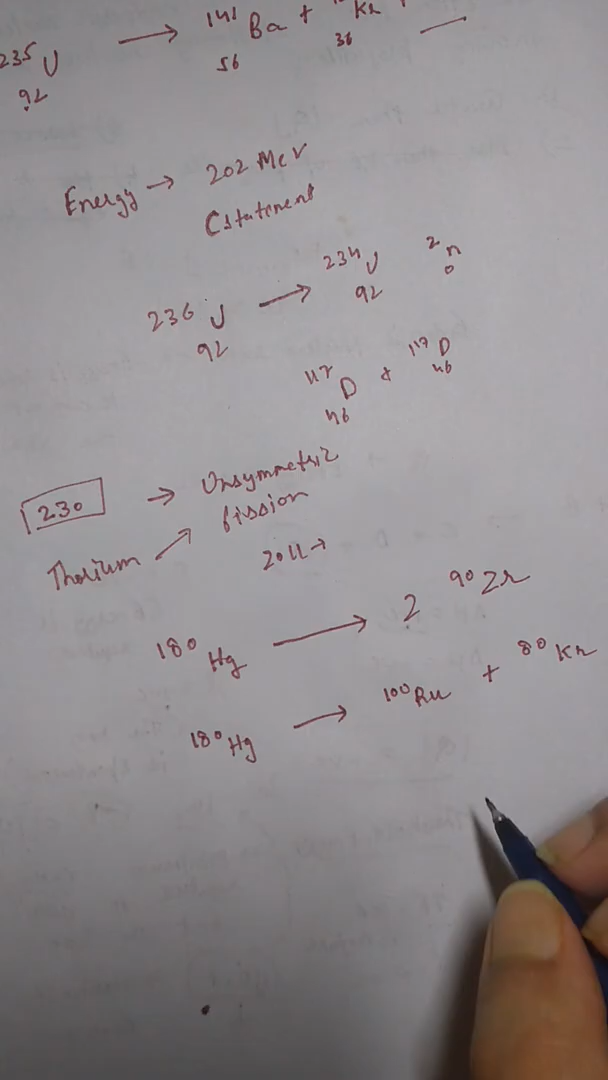 235 U → 141 Ba + Kr
92 56 36
Energy → 202 MeV
(Statement
236 U → 234 U 2 n
92 92 0
117 D + 117 D
46 46
230 → Unsymmetric
fission
Thorium
2011 →
180 Hg → 2 90 Zr
180 Hg → 100 Ru + 80 Kr